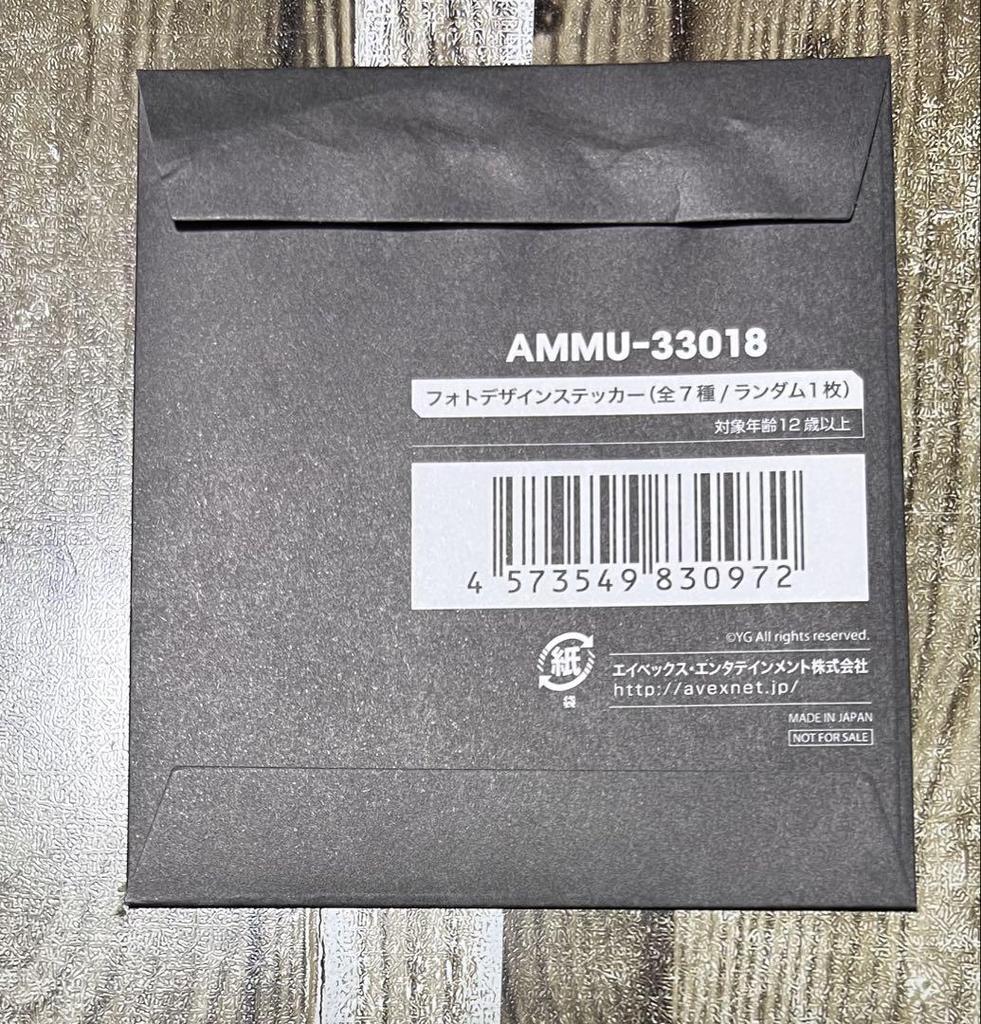 AMMU-33018
フォトデザインステッカー(全7種/ランダム1枚)
対象年齢12歳以上
4 573549 830972
©YG All rights reserved.
紙
袋
エイベックス・エンタテインメント株式会社
http://avexnet.jp/
MADE IN JAPAN
NOT FOR SALE